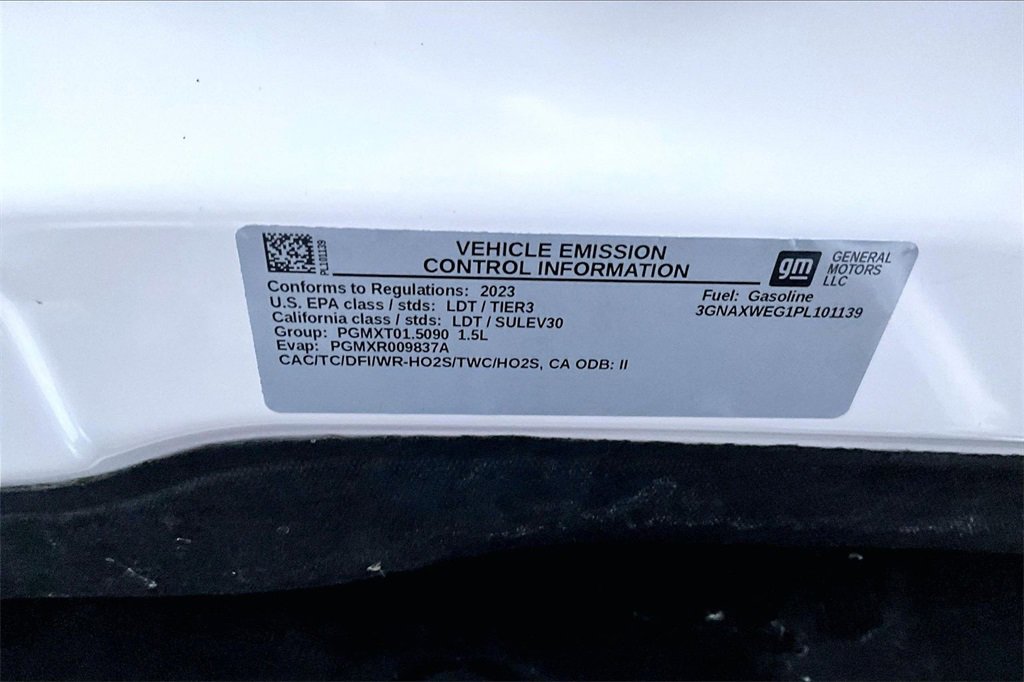 PL101139
VEHICLE EMISSION
CONTROL INFORMATION
gm
GENERAL
MOTORS
LLC
Conforms to Regulations: 2023
U.S. EPA class / stds: LDT / TIER3
California class / stds: LDT / SULEV30
Group: PGMXT01.5090 1.5L
Evap: PGMXR009837A
CAC/TC/DFI/WR-HO2S/TWC/HO2S, CA ODB: II
Fuel: Gasoline
3GNAXWEG1PL101139